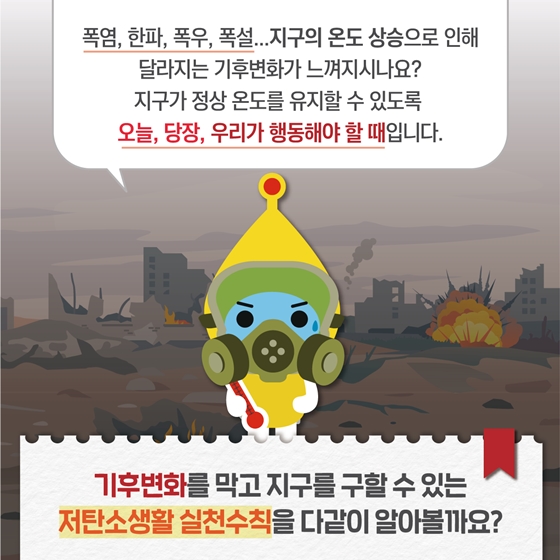 폭염, 한파, 폭우, 폭설...지구의 온도 상승으로 인해
달라지는 기후변화가 느껴지시나요?
지구가 정상 온도를 유지할 수 있도록
오늘, 당장, 우리가 행동해야 할 때입니다.
기후변화를 막고 지구를 구할 수 있는
저탄소생활 실천수칙을 다같이 알아볼까요?